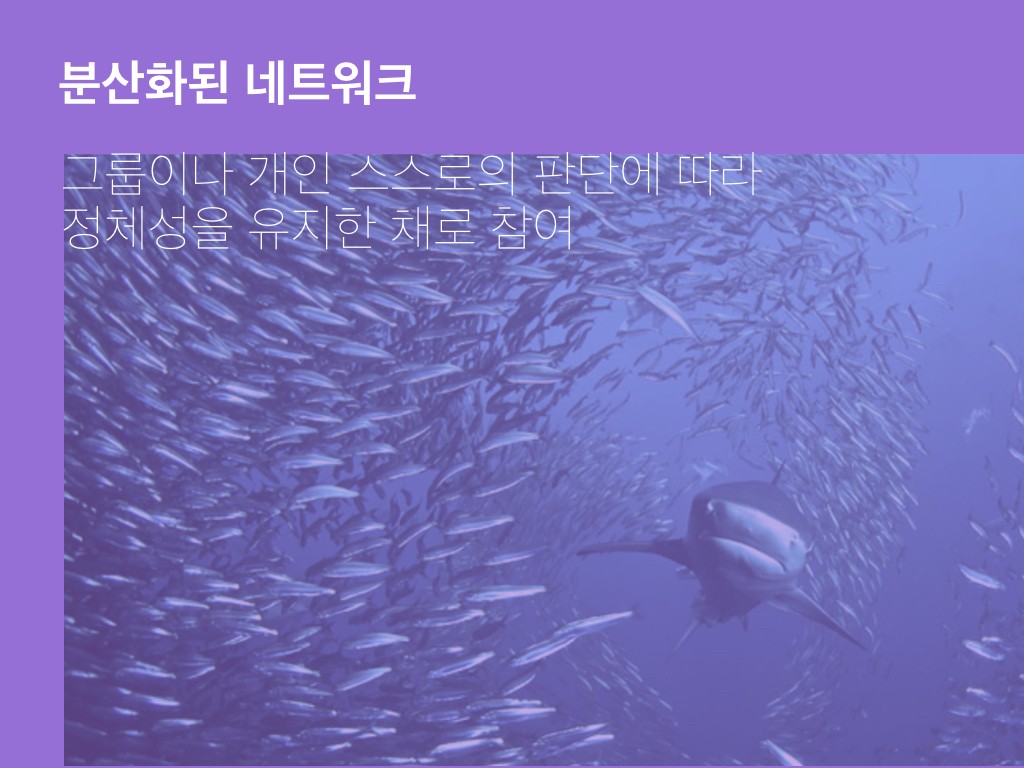 분산화된 네트워크
그룹이나 개인 스스로의 판단에 따라
정체성을 유지한 채로 참여